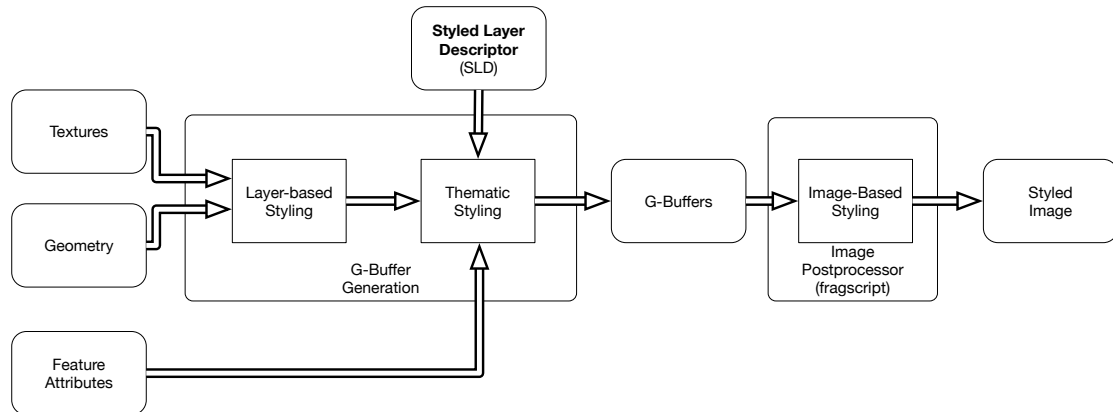 Styled Layer
Descriptor
(SLD)
Textures
Layer-based
Styling
Thematic
Styling
G-Buffers
Image-Based
Styling
Styled
Image
Geometry
G-Buffer
Generation
Image
Postprocessor
(fragscript)
Feature
Attributes